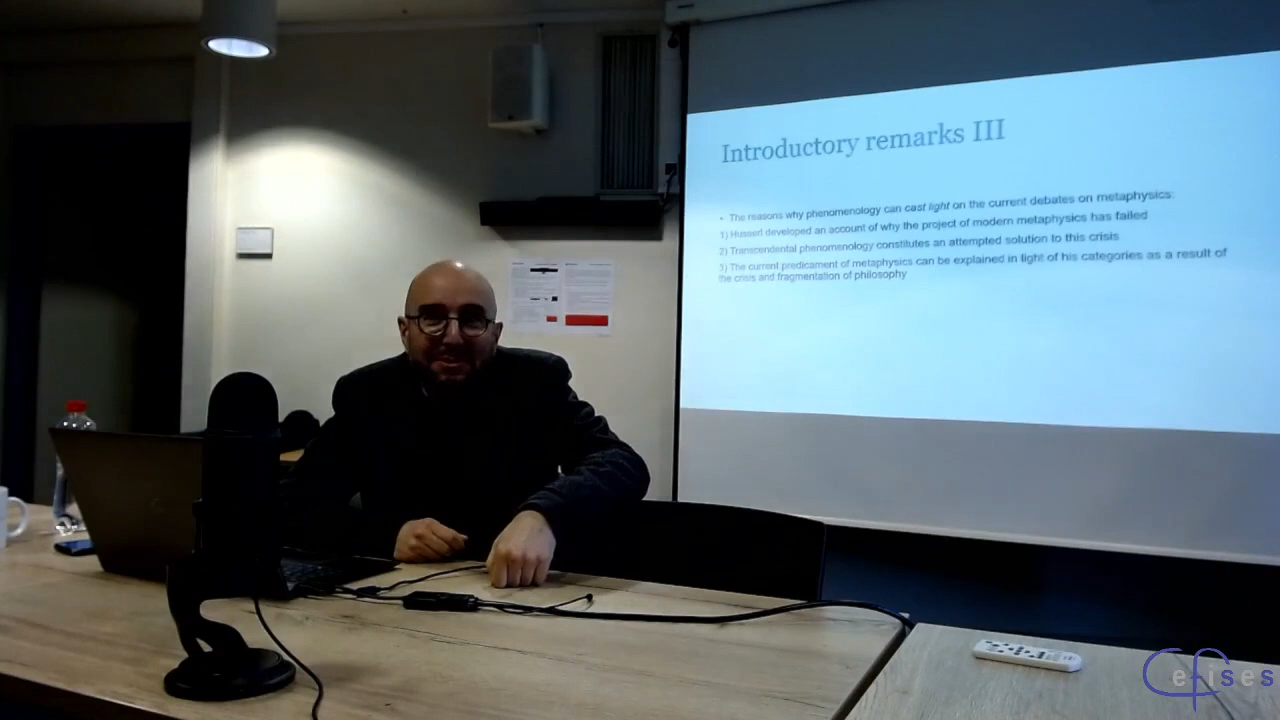 Introductory remarks III
• The reasons why phenomenology can cast light on the current debates on metaphysics:
1) Husserl developed an account of why the project of modern metaphysics has failed
2) Transcendental phenomenology constitutes an attempted solution to this crisis
3) The current predicament of metaphysics can be explained in light of his categories as a result of
the crisis and fragmentation of philosophy
Cefises